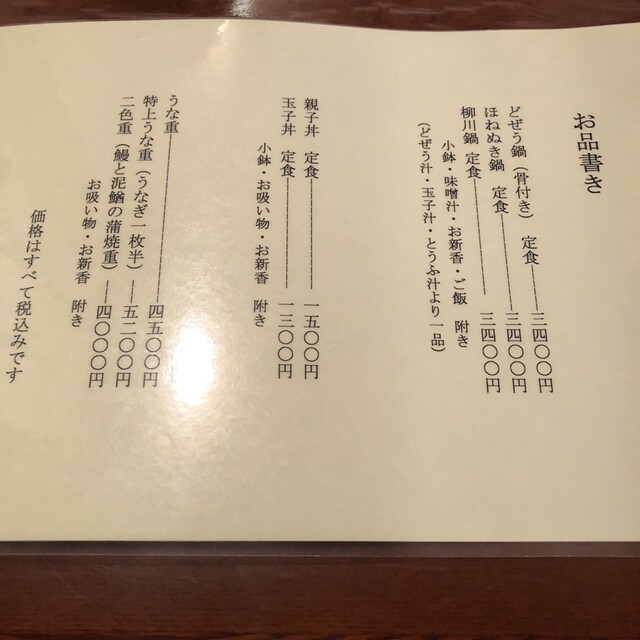 お品書き
どぜう鍋（骨付き） 定食――三四〇〇円
ほねぬき鍋 定食――三四〇〇円
柳川鍋 定食――三四〇〇円
小鉢・味噌汁・お新香・ご飯 附き
（どぜう汁・玉子汁・とうふ汁より一品）
親子丼 定食――一五〇〇円
玉子丼 定食――一三〇〇円
小鉢・お吸い物・お新香 附き
うな重――四五〇〇円
特上うな重（うなぎ一枚半）――五二〇〇円
二色重（鰻と泥鰌の蒲焼重）――四〇〇〇円
お吸い物・お新香 附き
価格はすべて税込みです